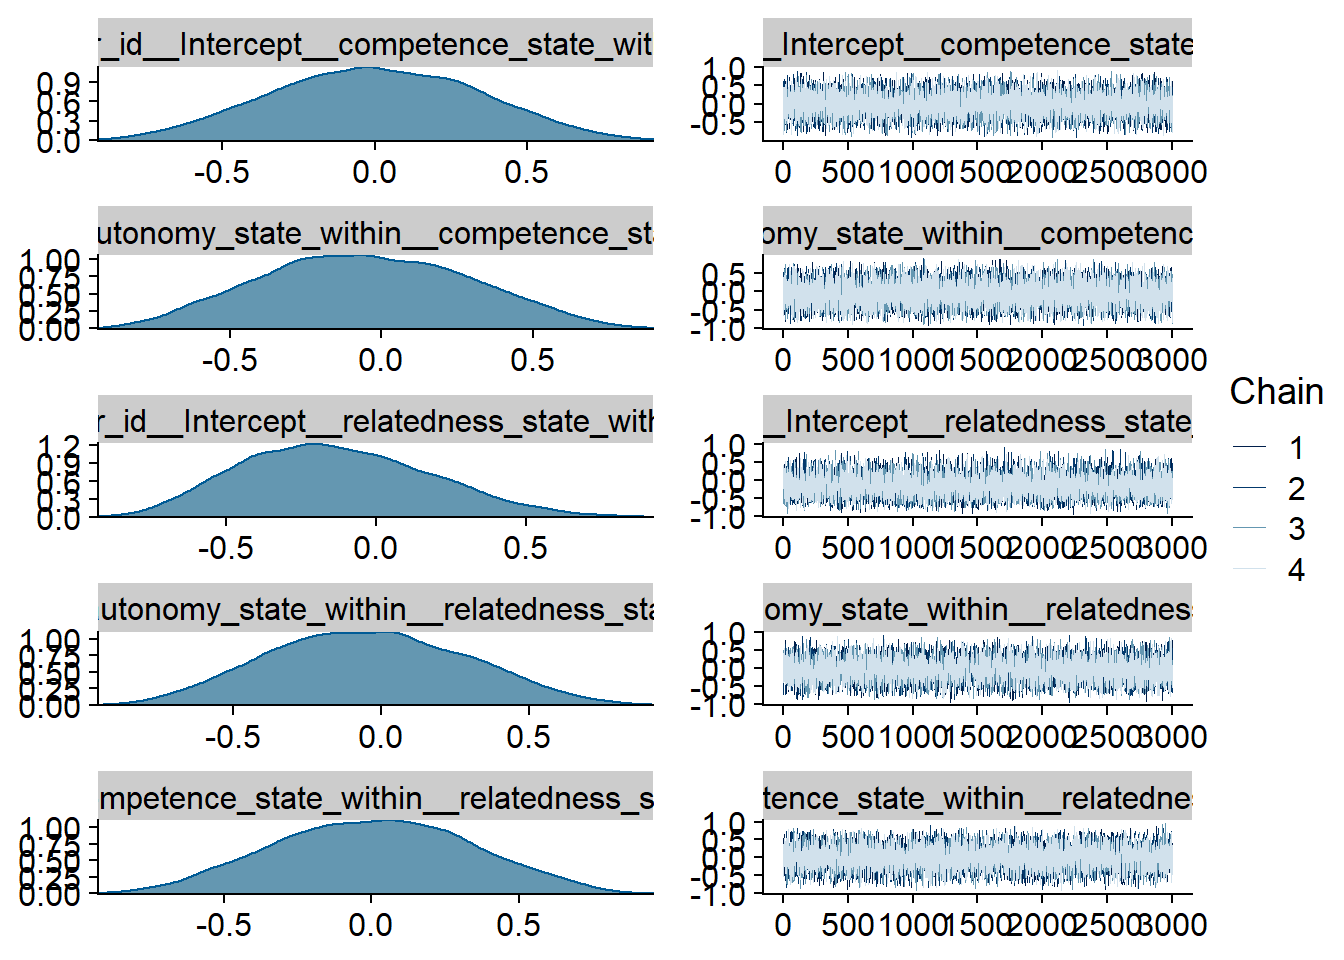 r_id__Intercept__competence_state_wit
__Intercept__competence_state_
0.9
0.6
0.3
0.0
-0.5 0.0 0.5
1.0
0.5
0.0
-0.5
0 500 1000 1500 2000 2500 3000
utonomy_state_within__competence_sta
omy_state_within__competenc
1.00
0.75
0.50
0.25
0.00
-0.5 0.0 0.5
0.5
0.0
-0.5
-1.0
0 500 1000 1500 2000 2500 3000
r_id__Intercept__relatedness_state_with
__Intercept__relatedness_state_
1.2
0.9
0.6
0.3
0.0
-0.5 0.0 0.5
1.0
0.5
0.0
-0.5
-1.0
0 500 1000 1500 2000 2500 3000
utonomy_state_within__relatedness_sta
omy_state_within__relatedness
1.00
0.75
0.50
0.25
0.00
-0.5 0.0 0.5
1.0
0.5
0.0
-0.5
-1.0
0 500 1000 1500 2000 2500 3000
mpetence_state_within__relatedness_s
tence_state_within__relatednes
1.00
0.75
0.50
0.25
0.00
-0.5 0.0 0.5
1.0
0.5
0.0
-0.5
-1.0
0 500 1000 1500 2000 2500 3000
Chain
1
2
3
4